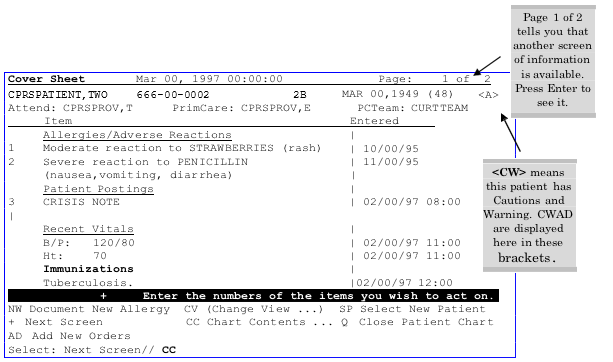 Cover Sheet Mar 00, 1997 00:00:00 Page: 1 of 2
CPRSPATIENT,TWO 666-00-0002 2B MAR 00,1949 (48) <A>
Attend: CPRSPROV,T PrimCare: CPRSPROV,E PCTeam: CURTTEAM
Item Entered
Allergies/Adverse Reactions |
1 Moderate reaction to STRAWBERRIES (rash) | 10/00/95
2 Severe reaction to PENICILLIN | 11/00/95
(nausea,vomiting, diarrhea) |
Patient Postings |
3 CRISIS NOTE | 02/00/97 08:00
|
Recent Vitals |
B/P: 120/80 | 02/00/97 11:00
Ht: 70 | 02/00/97 11:00
Immunizations |
Tuberculosis. |02/00/97 12:00
+ Enter the numbers of the items you wish to act on.
NW Document New Allergy CV (Change View ...) SP Select New Patient
+ Next Screen CC Chart Contents ... Q Close Patient Chart
AD Add New Orders
Select: Next Screen// CC
Page 1 of 2
tells you that
another screen
of information
is available.
Press Enter to
see it.
<CW> means
this patient has
Cautions and
Warning. CWAD
are displayed
here in these
brackets.